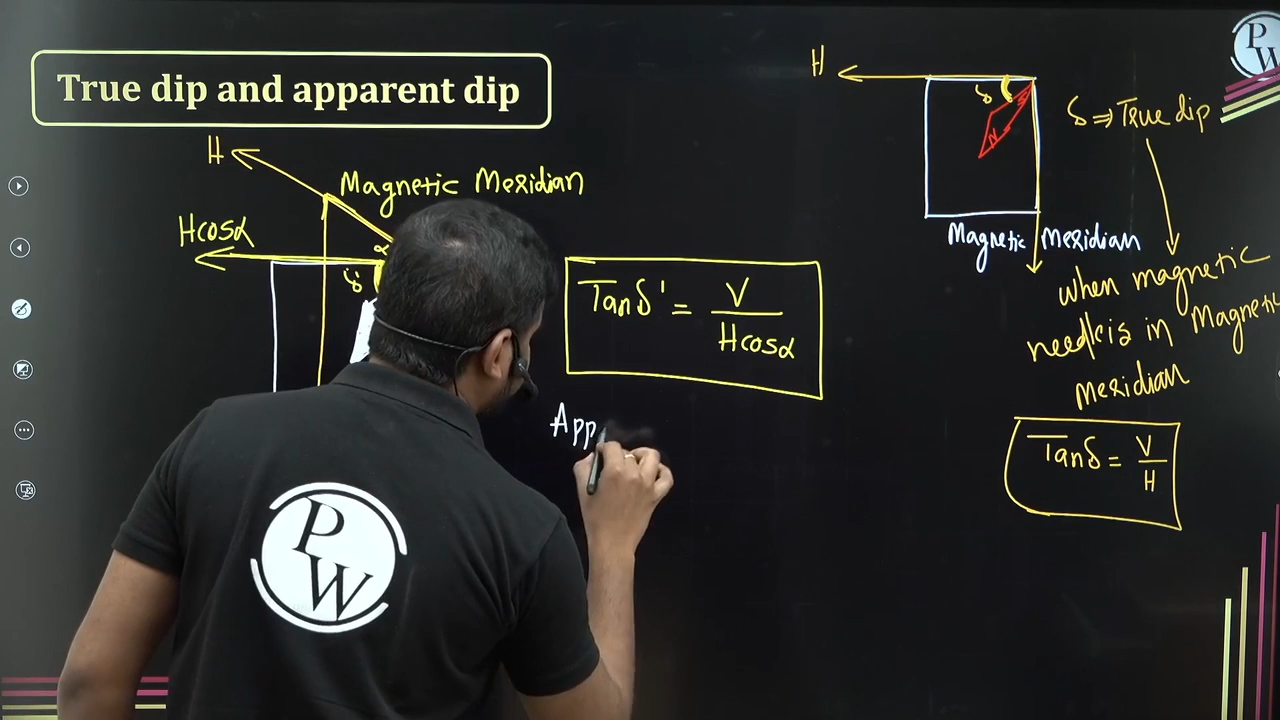 True dip and apparent dip
H
Magnetic Meridian
Hcosα
α
δ
Tanδ' = V / Hcosα
App
H
δ
N
δ ⇒ True dip
Magnetic Meridian
when magnetic
needle is in Magnetic
meridian
Tanδ = V / H
P
W
P
W